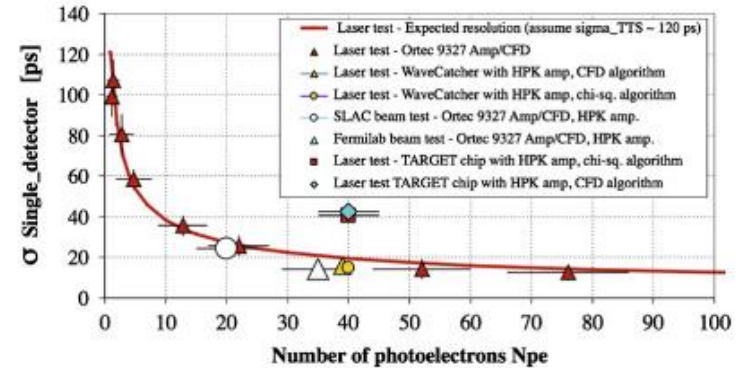 140
120
100
80
60
40
20
0
σ Single_detector [ps]
Laser test - Expected resolution (assume sigma_TTS ~ 120 ps)
Laser test - Ortec 9327 Amp/CFD
Laser test - WaveCatcher with HPK amp, CFD algorithm
Laser test - WaveCatcher with HPK amp, chi-sq. algorithm
SLAC beam test - Ortec 9327 Amp/CFD, HPK amp.
Fermilab beam test - Ortec 9327 Amp/CFD, HPK amp.
Laser test - TARGET chip with HPK amp, chi-sq. algorithm
Laser test TARGET chip with HPK amp, CFD algorithm
0 10 20 30 40 50 60 70 80 90 100
Number of photoelectrons Npe